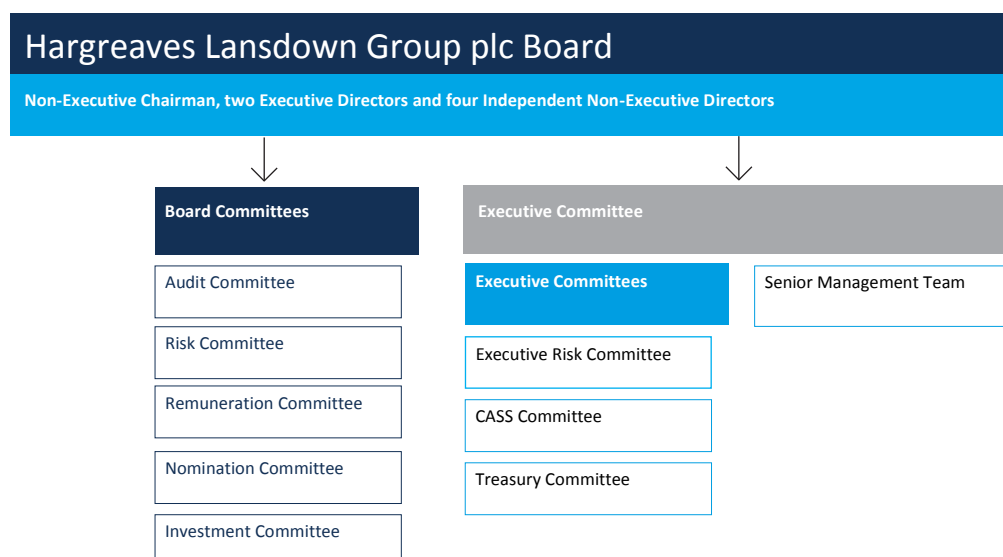 Hargreaves Lansdown Group plc Board
Non-Executive Chairman, two Executive Directors and four Independent Non-Executive Directors
Board Committees
Audit Committee
Risk Committee
Remuneration Committee
Nomination Committee
Investment Committee
Executive Committee
Executive Committees
Executive Risk Committee
CASS Committee
Treasury Committee
Senior Management Team